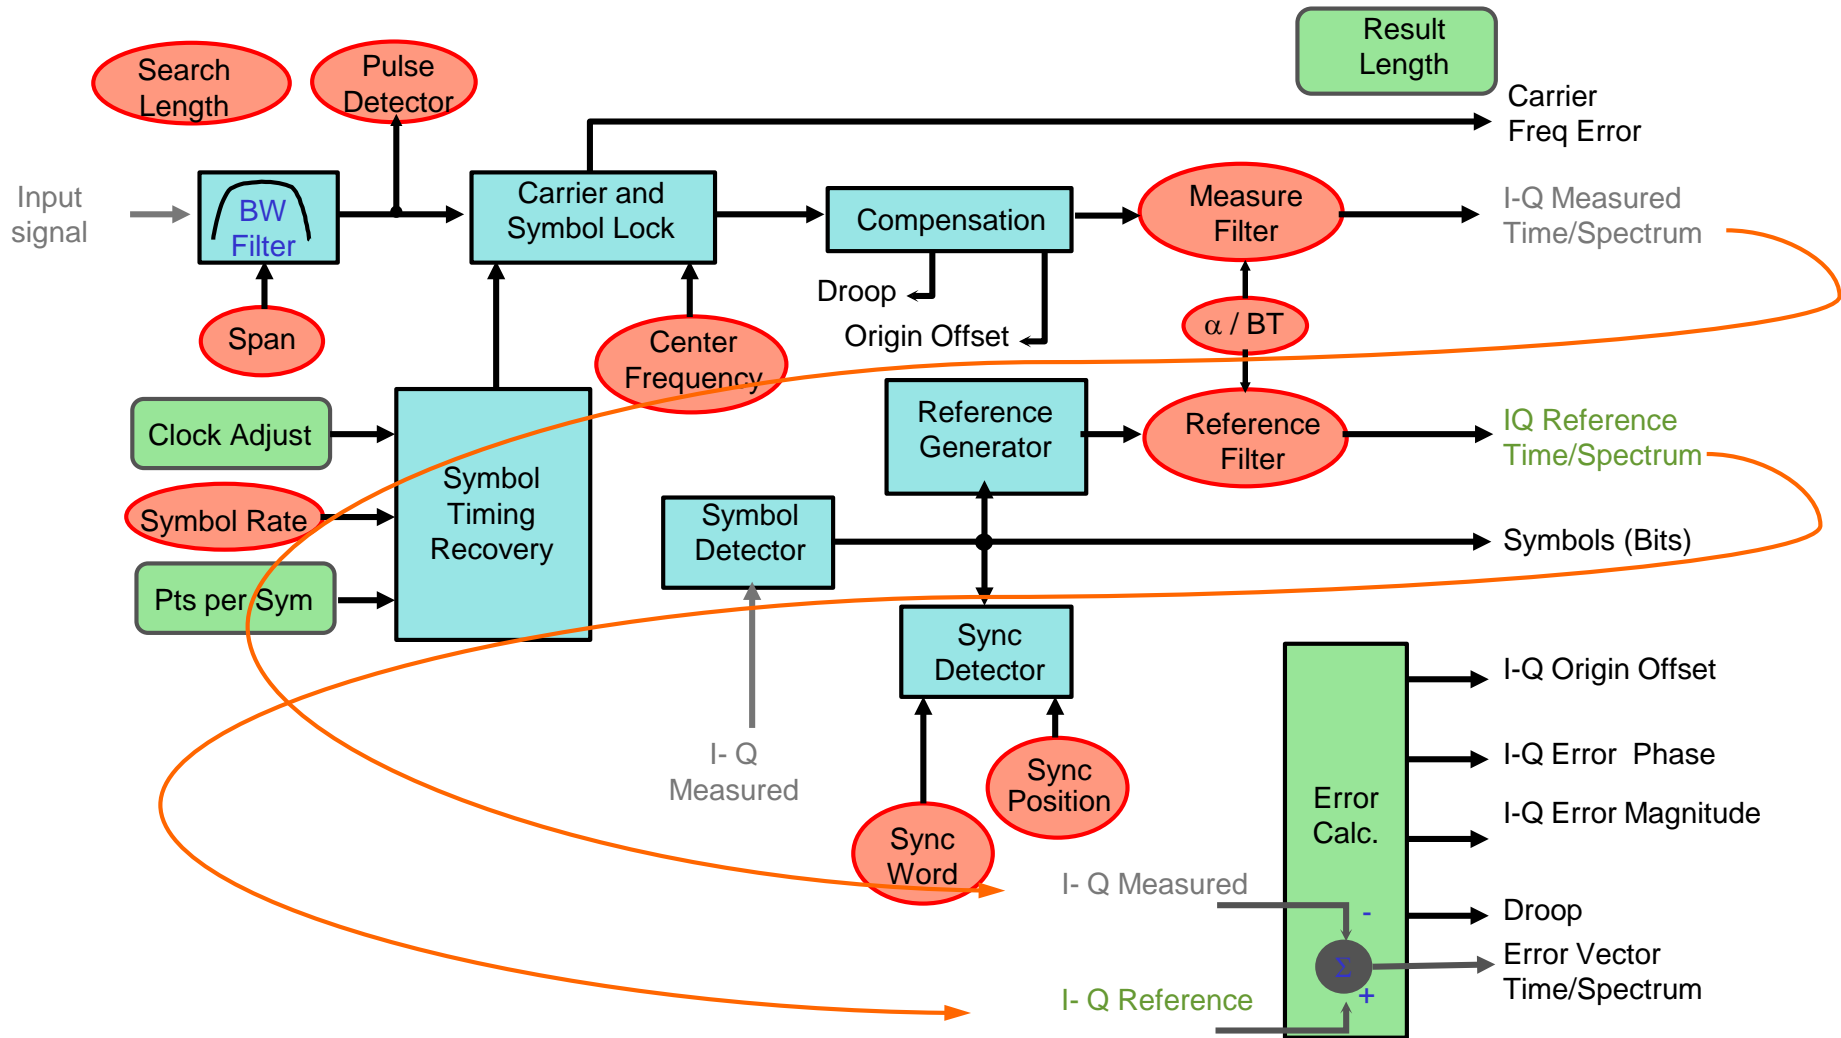 Result
Length
Search
Length
Pulse
Detector
Carrier
Freq Error
Input
signal
BW
Filter
Carrier and
Symbol Lock
Compensation
Measure
Filter
I-Q Measured
Time/Spectrum
Droop
Origin Offset
α / BT
Span
Center
Frequency
Clock Adjust
Symbol Rate
Pts per Sym
Symbol
Timing
Recovery
Reference
Generator
Reference
Filter
IQ Reference
Time/Spectrum
Symbol
Detector
Symbols (Bits)
Sync
Detector
I- Q
Measured
Sync
Position
Sync
Word
Error
Calc.
I-Q Origin Offset
I-Q Error  Phase
I-Q Error Magnitude
I- Q Measured
-
Droop
Σ
Error Vector
Time/Spectrum
+
I- Q Reference